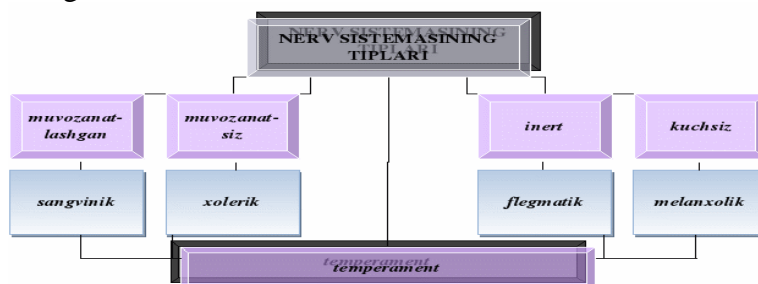 NERV SISTEMASINING
TIPLARI
muvozanat-
lashgan
muvozanat-
siz
inert
kuchsiz
sangvinik
xolerik
flegmatik
melanxolik
temperament